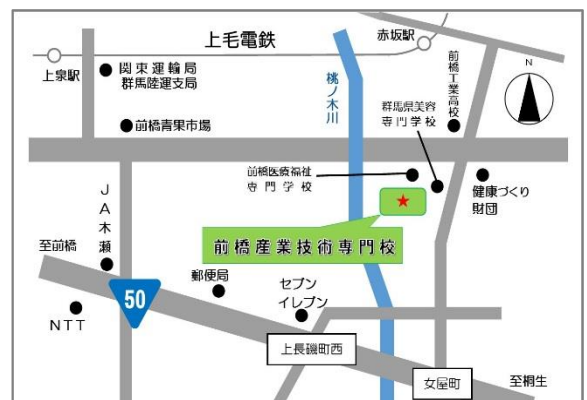 上毛電鉄
赤坂駅
上泉駅
関東運輸局
群馬陸運支局
桃ノ木川
前橋工業高校
N
群馬県美容
専門学校
前橋青果市場
前橋医療福祉
専門学校
健康づくり
財団
JA木瀬
前橋産業技術専門校
至前橋
郵便局
セブン
イレブン
50
NTT
上長磯町西
女屋町
至桐生